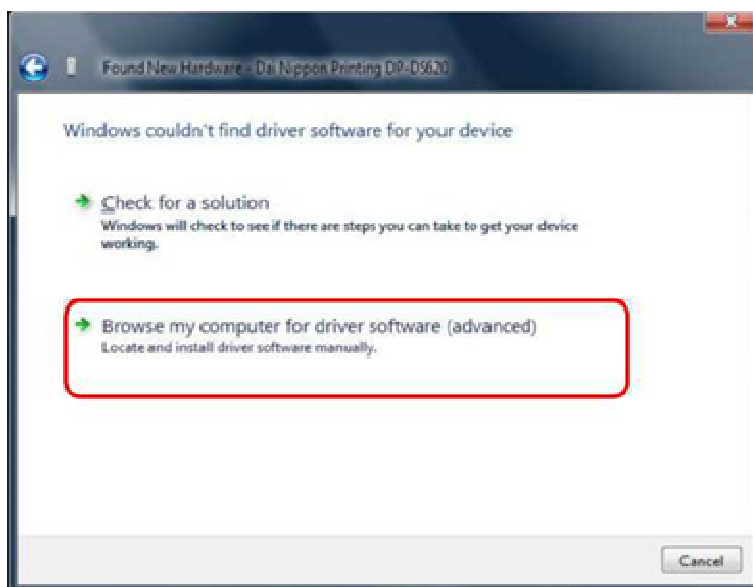 Found New Hardware - Dai Nippon Printing DP-DS620
Windows couldn't find driver software for your device
Check for a solution
Windows will check to see if there are steps you can take to get your device
working.
Browse my computer for driver software (advanced)
Locate and install driver software manually.
Cancel